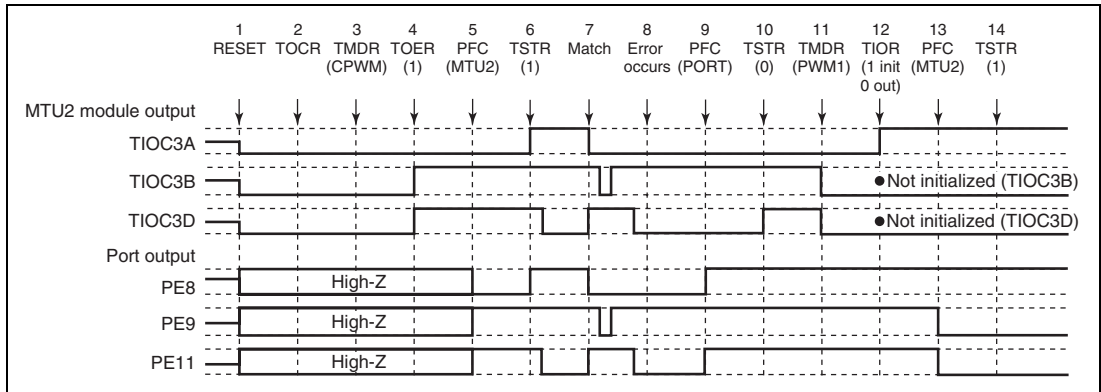 1 2 3 4 5 6 7 8 9 10 11 12 13 14
RESET TOCR TMDR TOER PFC TSTR Match Error PFC TSTR TMDR TIOR PFC TSTR
(CPWM) (1) (MTU2) (1) occurs (PORT) (0) (PWM1) (1 init (MTU2) (1)
0 out)
MTU2 module output
TIOC3A
TIOC3B ●Not initialized (TIOC3B)
TIOC3D ●Not initialized (TIOC3D)
Port output
PE8 High-Z
PE9 High-Z
PE11 High-Z